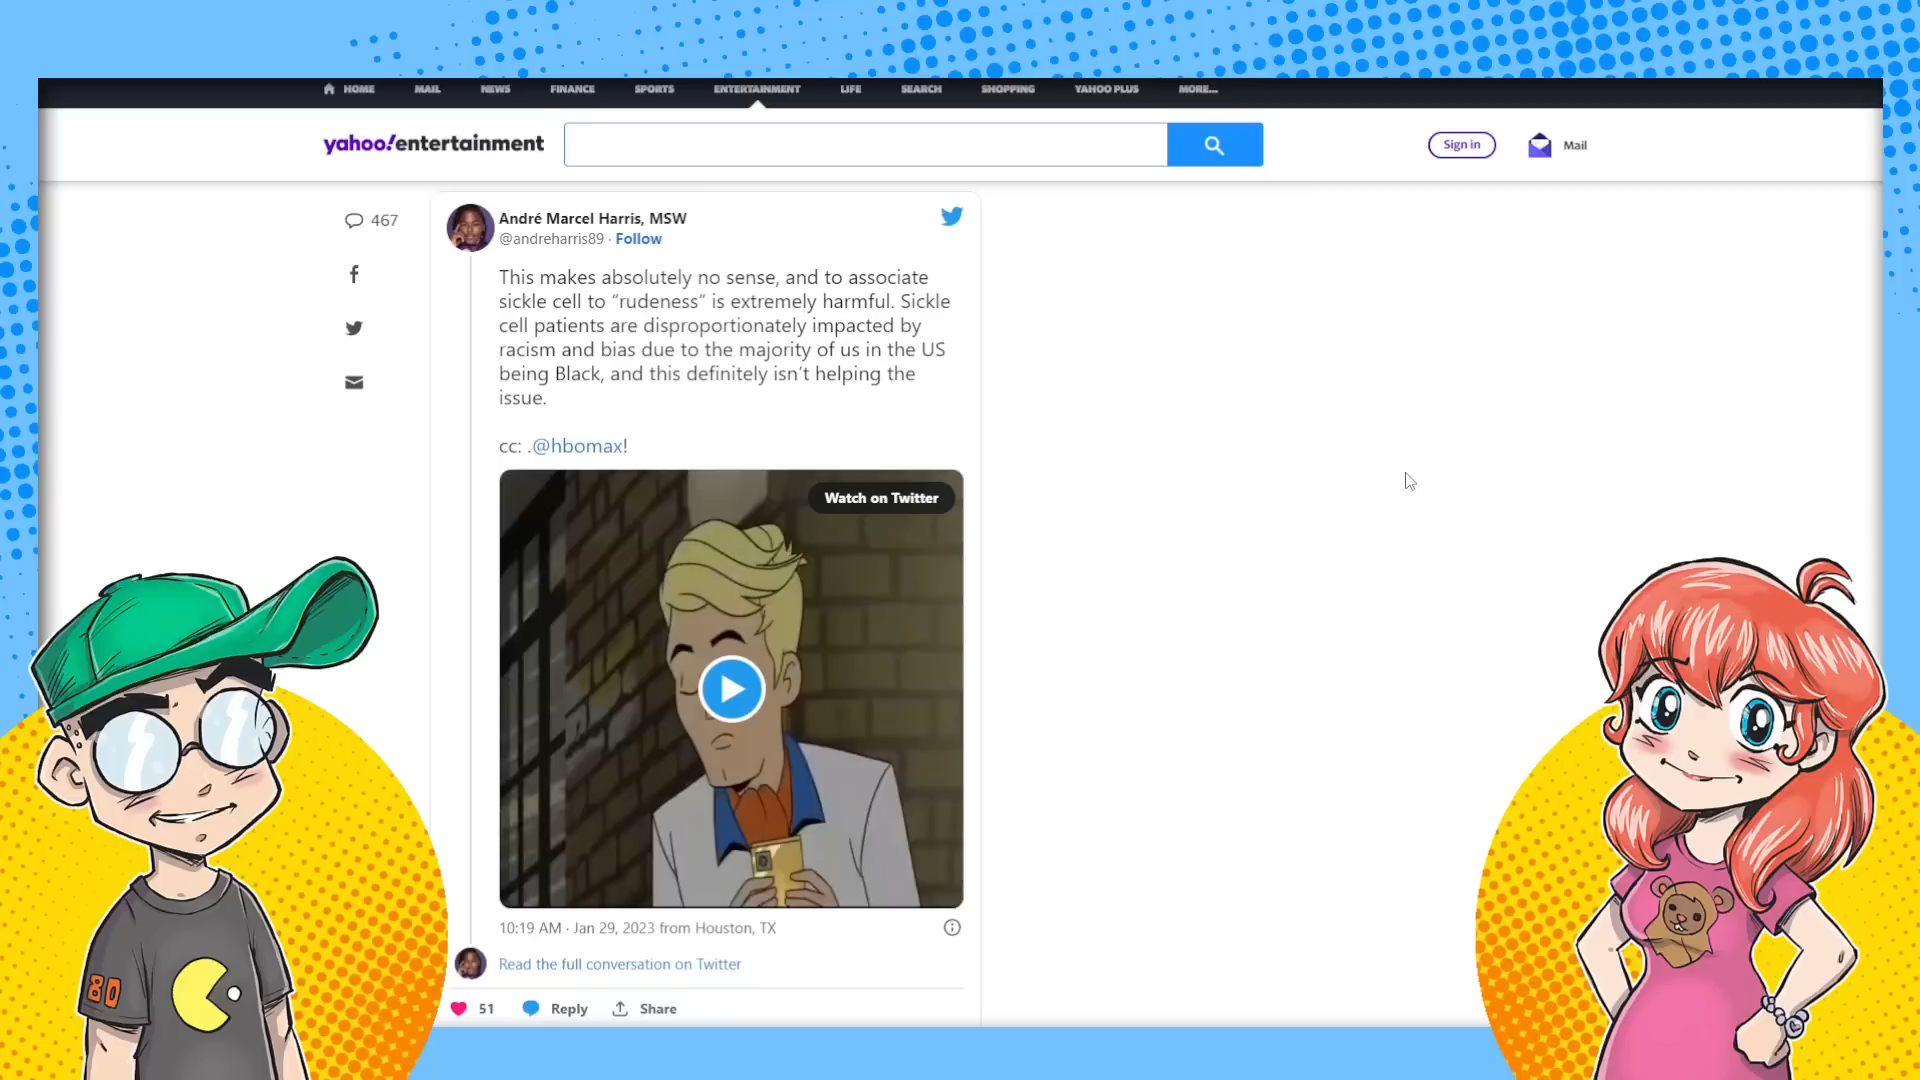 HOME MAIL NEWS FINANCE SPORTS ENTERTAINMENT LIFE SEARCH SHOPPING YAHOO PLUS MORE...
yahoo!entertainment
Sign in
Mail
467
André Marcel Harris, MSW
@andreharris89 · Follow
This makes absolutely no sense, and to associate
sickle cell to “rudeness” is extremely harmful. Sickle
cell patients are disproportionately impacted by
racism and bias due to the majority of us in the US
being Black, and this definitely isn’t helping the
issue.
cc: .@hbomax!
Watch on Twitter
10:19 AM · Jan 29, 2023 from Houston, TX
Read the full conversation on Twitter
51 Reply Share
80